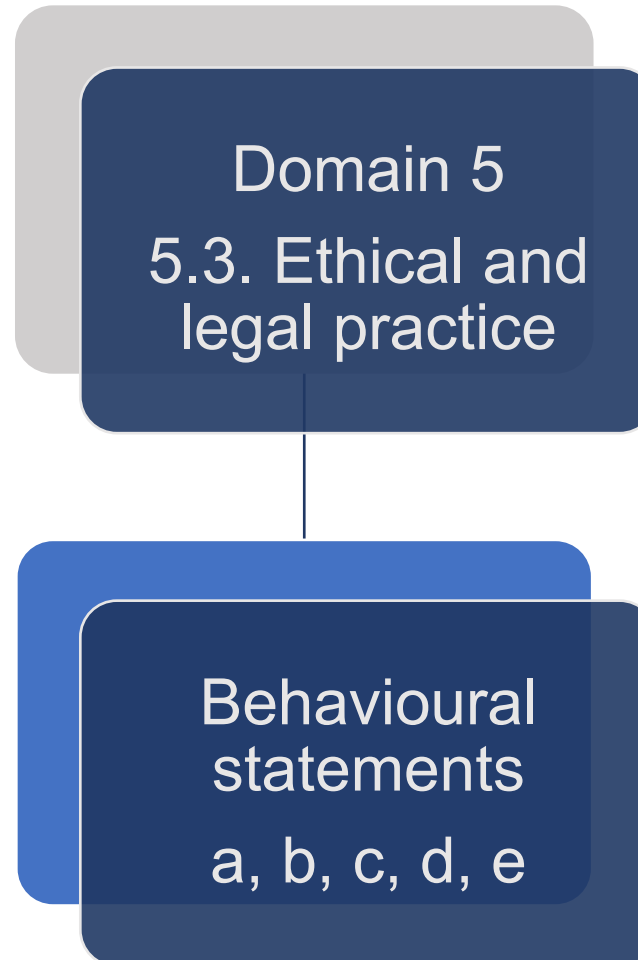 Domain 5
5.3. Ethical and
legal practice
Behavioural
statements
a, b, c, d, e